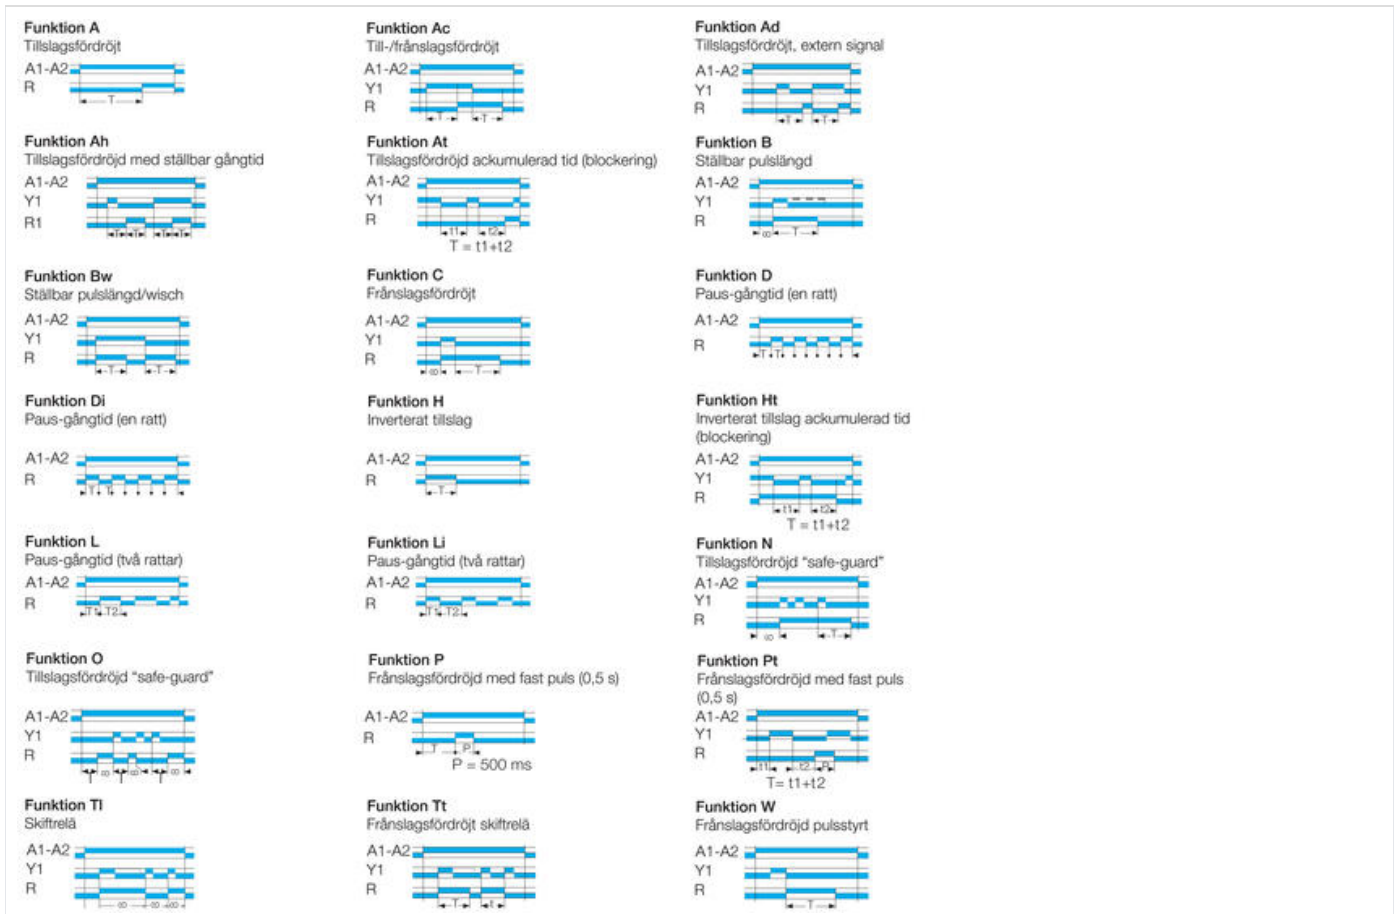 Funktion A
Tillslagsfördröjt
A1-A2
R
T
Funktion Ac
Till-/frånslagsfördröjt
A1-A2
Y1
R
T T
Funktion Ad
Tillslagsfördröjt, extern signal
A1-A2
Y1
R
T T
Funktion Ah
Tillslagsfördröjd med ställbar gångtid
A1-A2
Y1
R1
T T T T
Funktion At
Tillslagsfördröjd ackumulerad tid (blockering)
A1-A2
Y1
R
t1 t2
T = t1+t2
Funktion B
Ställbar pulslängd
A1-A2
Y1
R
∞ T
Funktion Bw
Ställbar pulslängd/wisch
A1-A2
Y1
R
T T
Funktion C
Frånslagsfördröjt
A1-A2
Y1
R
∞ T
Funktion D
Paus-gångtid (en ratt)
A1-A2
R
T T
Funktion Di
Paus-gångtid (en ratt)
A1-A2
R
T T
Funktion H
Inverterat tillslag
A1-A2
R
T
Funktion Ht
Inverterat tillslag ackumulerad tid
(blockering)
A1-A2
Y1
R
t1 t2
T = t1+t2
Funktion L
Paus-gångtid (två rattar)
A1-A2
R
T1 T2
Funktion Li
Paus-gångtid (två rattar)
A1-A2
R
T1 T2
Funktion N
Tillslagsfördröjd “safe-guard”
A1-A2
Y1
R
∞ T
Funktion O
Tillslagsfördröjd “safe-guard”
A1-A2
Y1
R
∞ ∞ ∞
Funktion P
Frånslagsfördröjd med fast puls (0,5 s)
A1-A2
R
T P
P = 500 ms
Funktion Pt
Frånslagsfördröjd med fast puls
(0,5 s)
A1-A2
Y1
R
t1 t2 P
T= t1+t2
Funktion Tl
Skiftrelä
A1-A2
Y1
R
∞ ∞ ∞
Funktion Tt
Frånslagsfördröjt skiftrelä
A1-A2
Y1
R
T t
Funktion W
Frånslagsfördröjd pulsstyrt
A1-A2
Y1
R
T